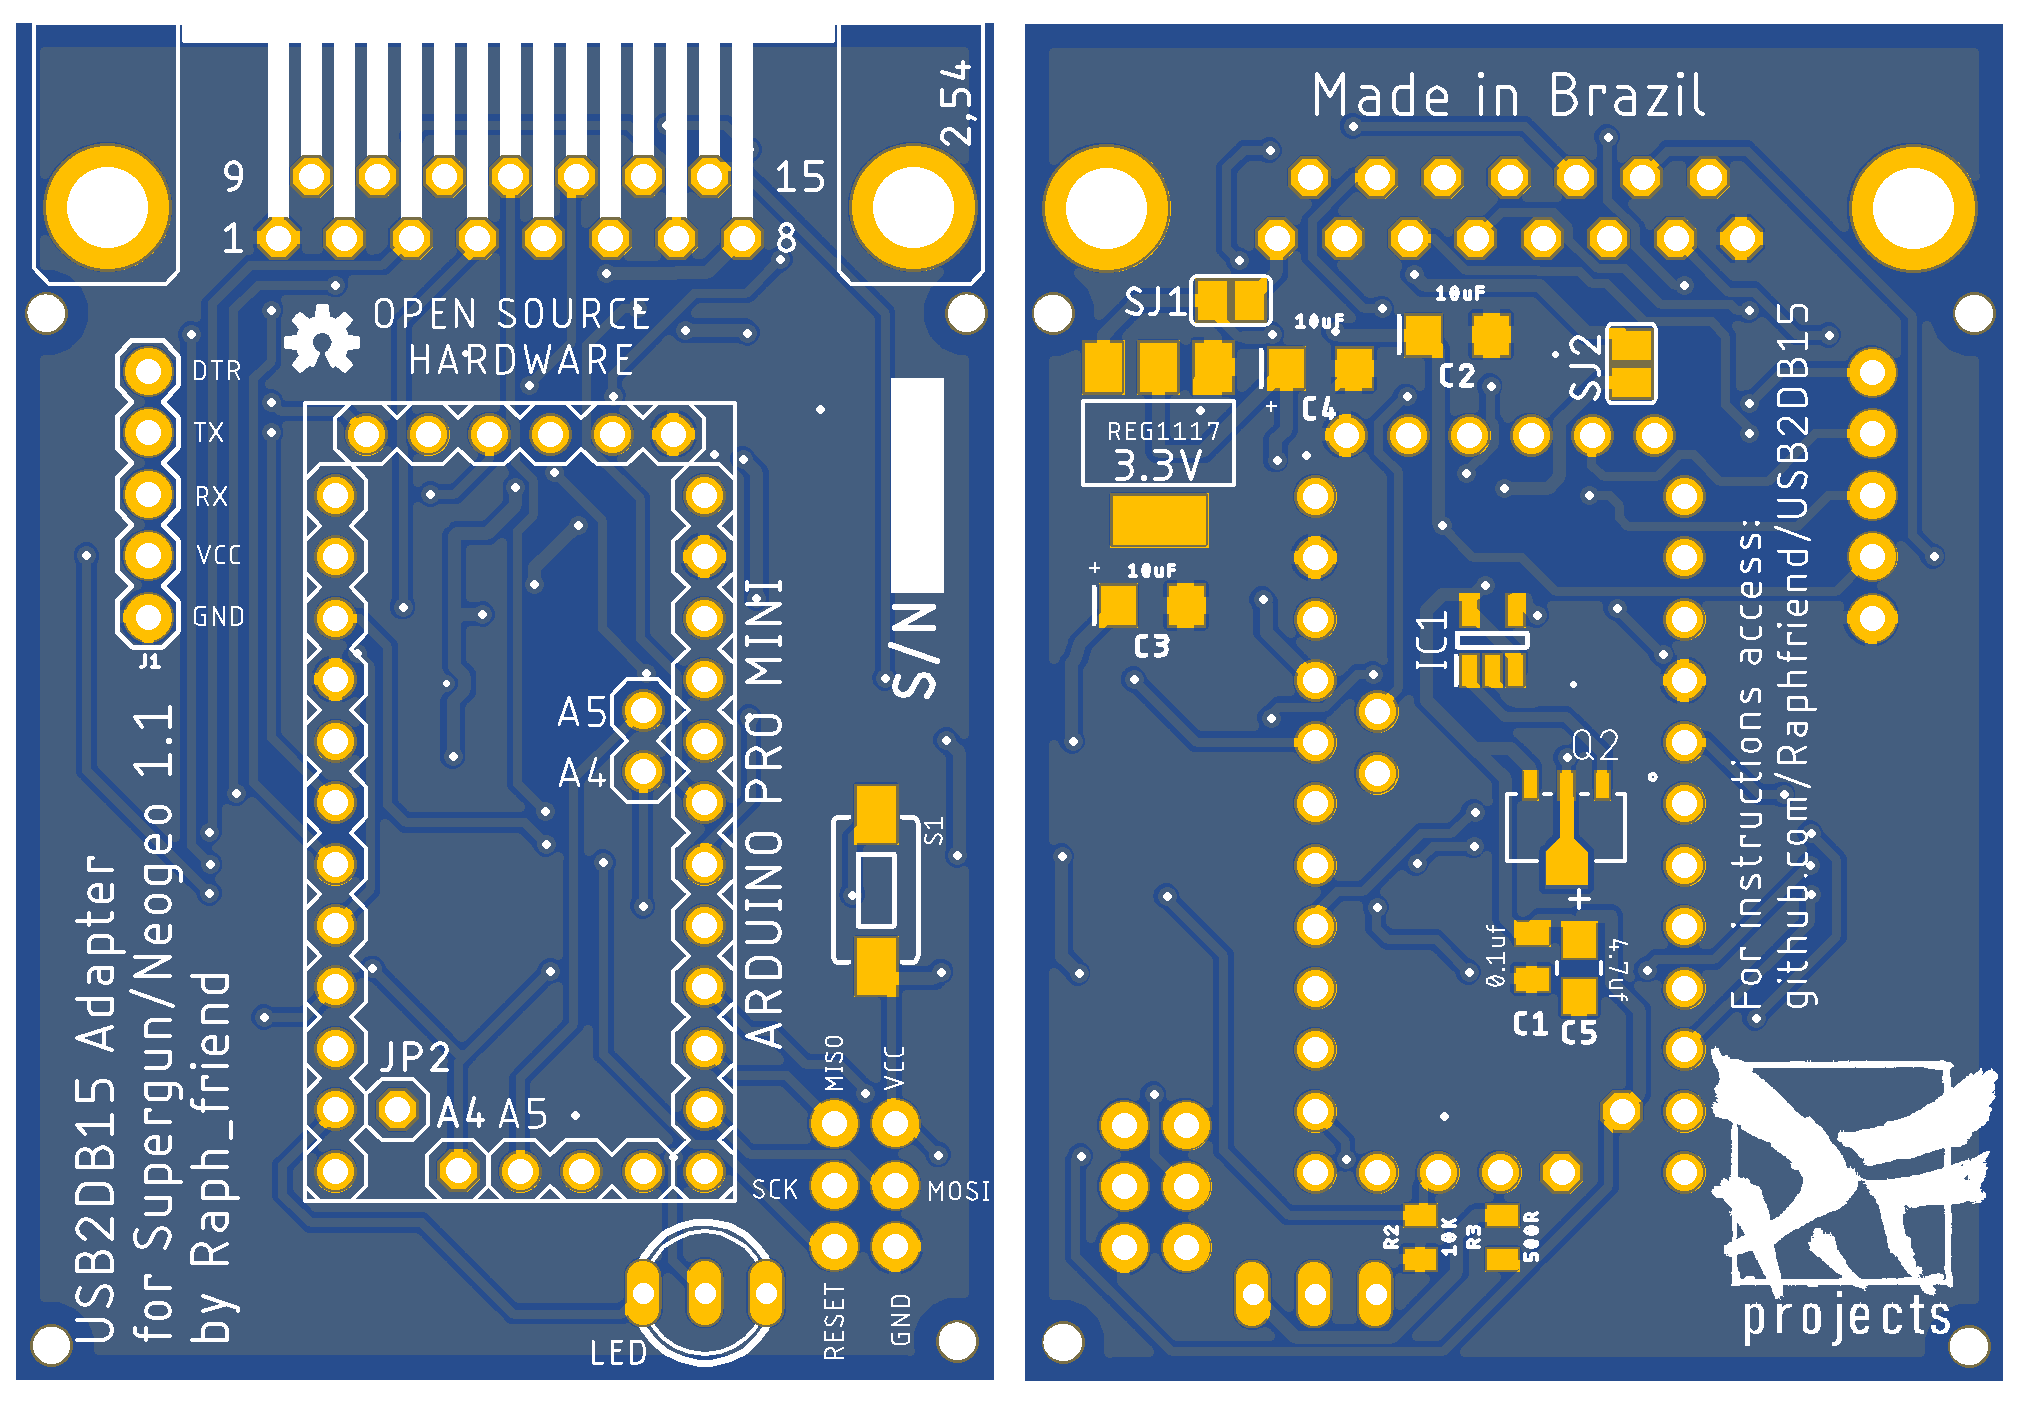 2,54
9
15
1
8
OPEN SOURCE
HARDWARE
DTR
TX
RX
VCC
GND
J1
S/N
A5
A4
ARDUINO PRO MINI
S1
USB2DB15 Adapter
for Supergun/Neogeo 1.1
by Raph_friend
JP2
A4 A5
MISO
VCC
SCK
MOSI
RESET
GND
LED
Made in Brazil
SJ1
10uF
C2
10uF
C4
+
SJ2
REG1117
3.3V
+
10uF
C3
IC1
Q2
+
0.1uf
4.7uf
C1
C5
For instructions access:
github.com/Raphfriend/USB2DB15
R2
10K
R3
500R
RF
projects